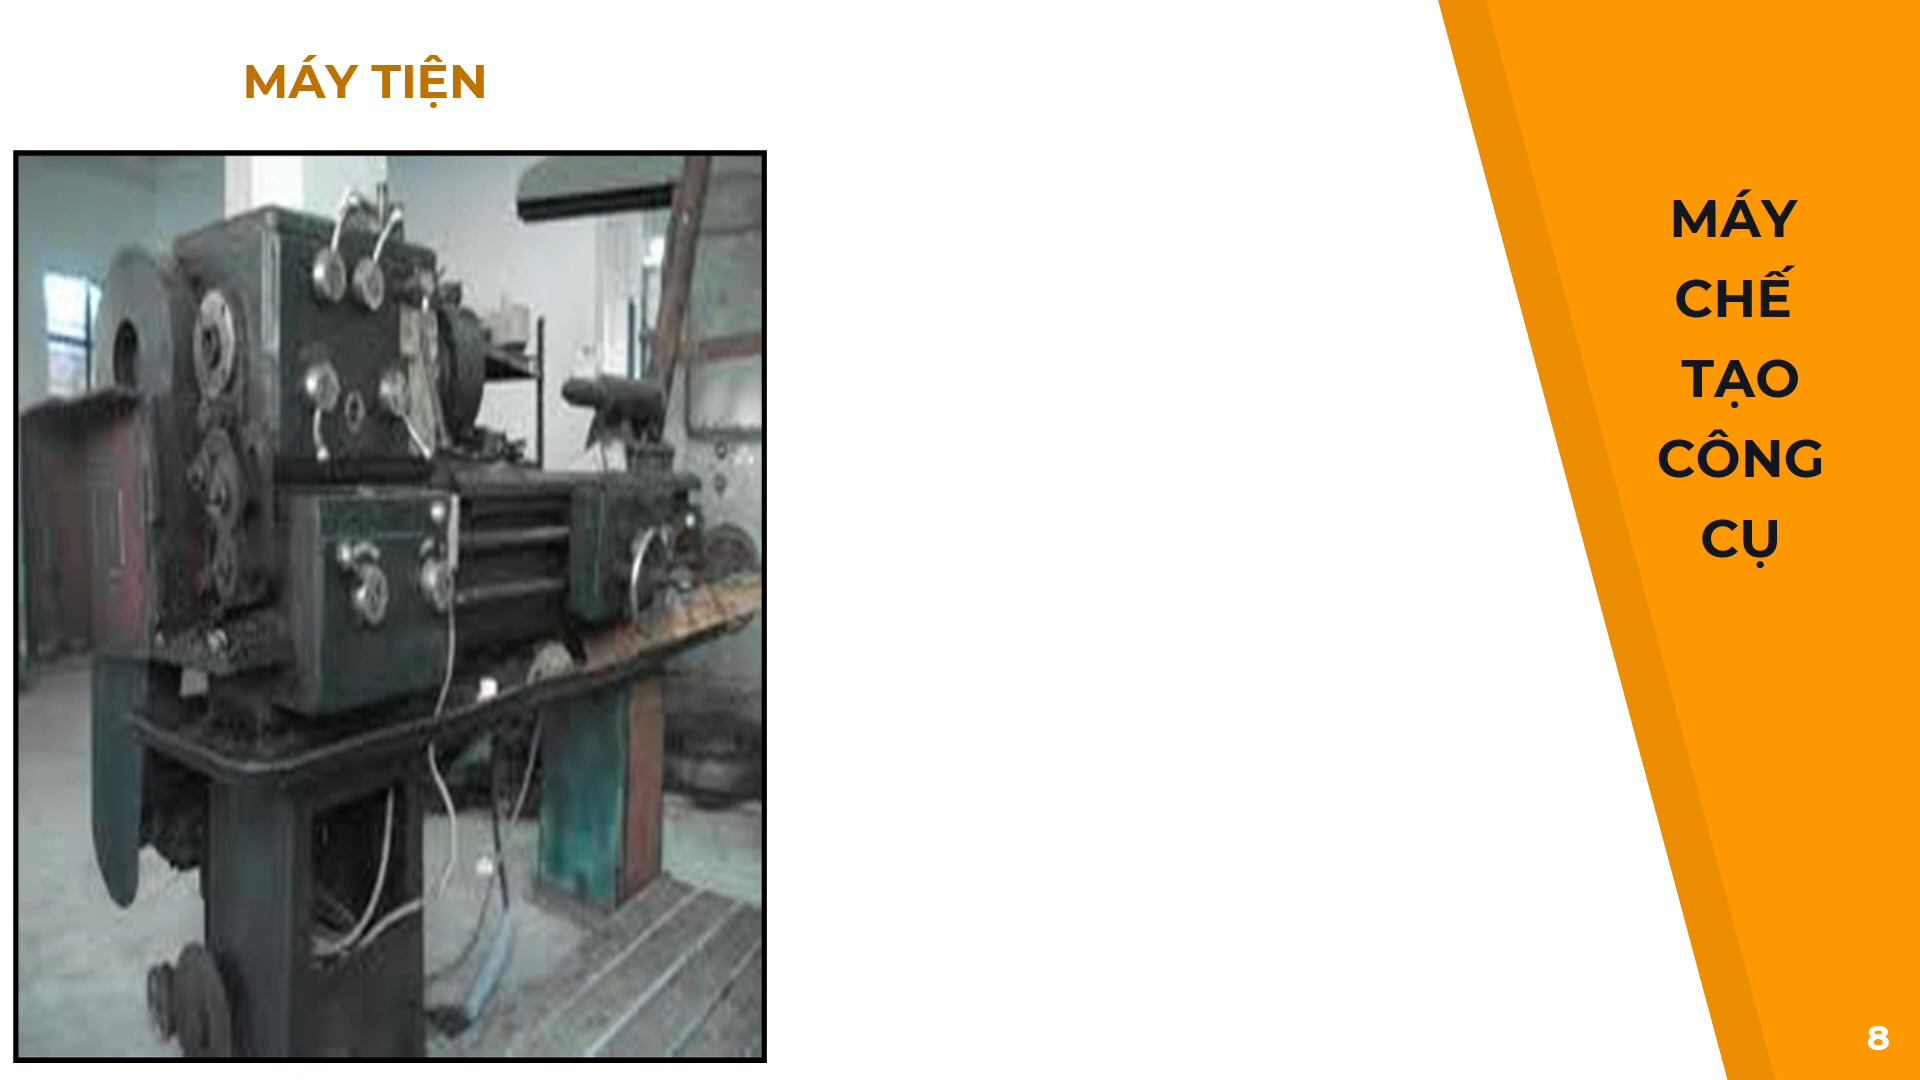 MÁY TIỆN
MÁY
CHẾ
TẠO
CÔNG
CỤ
8